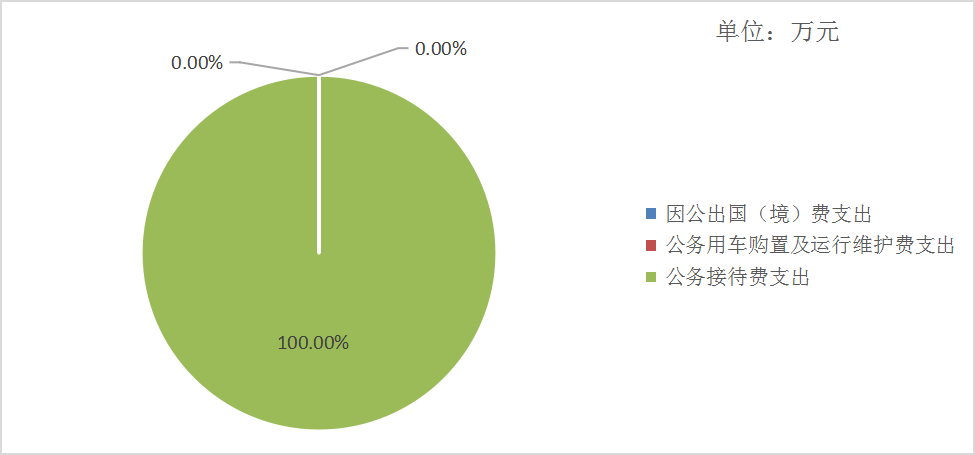 单位：万元
0.00%
0.00%
100.00%
因公出国（境）费支出
公务用车购置及运行维护费支出
公务接待费支出